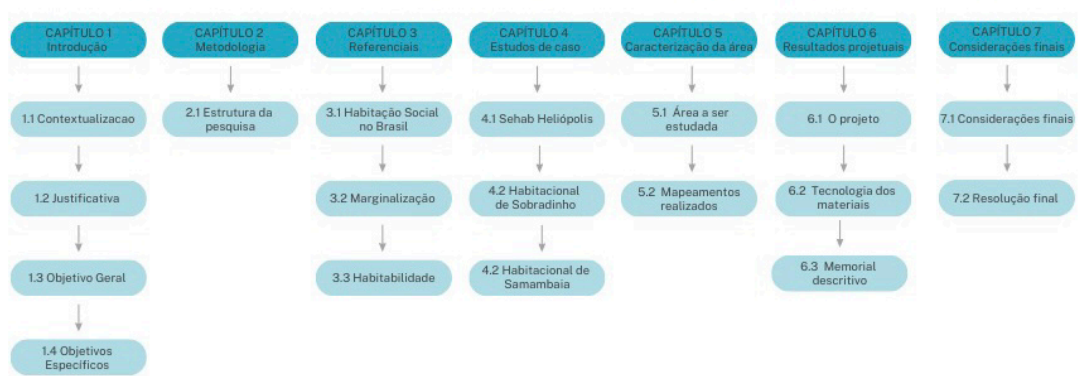 CAPÍTULO 1
Introdução
1.1 Contextualizacao
1.2 Justificativa
1.3 Objetivo Geral
1.4 Objetivos
Específicos
CAPÍTULO 2
Metodologia
2.1 Estrutura da
pesquisa
CAPÍTULO 3
Referenciais
3.1 Habitação Social
no Brasil
3.2 Marginalização
3.3 Habitabilidade
CAPÍTULO 4
Estudos de caso
4.1 Sehab Heliópolis
4.2 Habitacional
de Sobradinho
4.2 Habitacional de
Samambaia
CAPÍTULO 5
Caracterização da área
5.1 Área a ser
estudada
5.2 Mapeamentos
realizados
CAPÍTULO 6
Resultados projetuais
6.1 O projeto
6.2 Tecnologia dos
materiais
6.3 Memorial
descritivo
CAPÍTULO 7
Considerações finais
7.1 Considerações finais
7.2 Resolução final